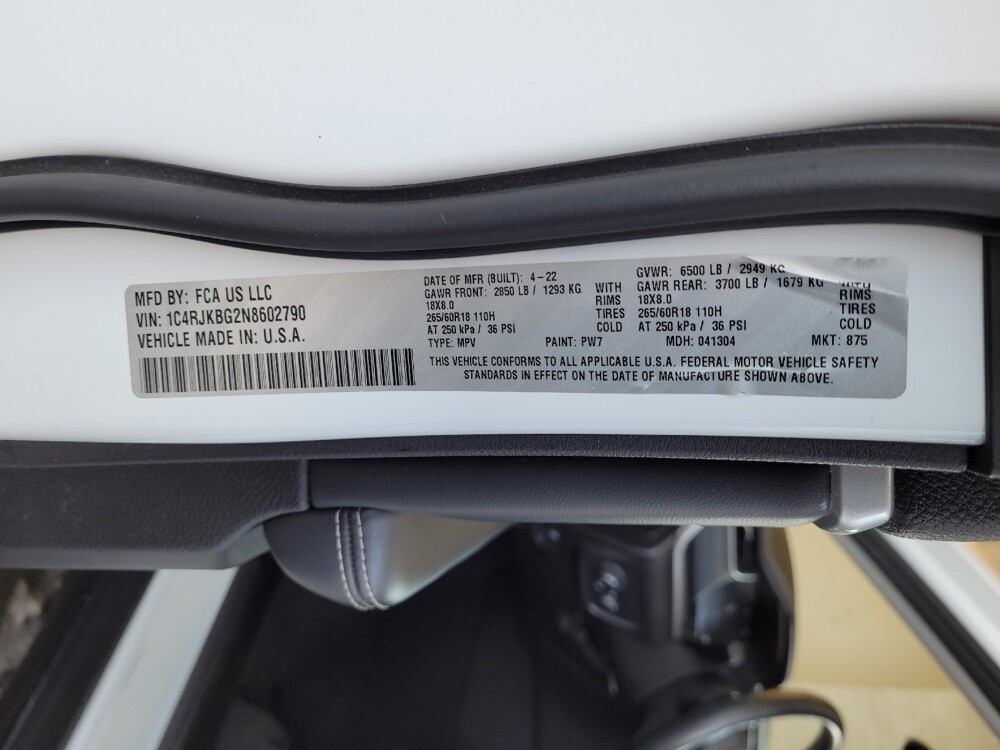 MFD BY: FCA US LLC
VIN: 1C4RJKBG2N8602790
VEHICLE MADE IN: U.S.A.
DATE OF MFR (BUILT): 4-22
GAWR FRONT: 2850 LB / 1293 KG WITH
18X8.0 RIMS
265/60R18 110H TIRES
AT 250 kPa / 36 PSI COLD
GVWR: 6500 LB / 2949 KG
GAWR REAR: 3700 LB / 1679 KG WITH
18X8.0 RIMS
265/60R18 110H TIRES
AT 250 kPa / 36 PSI COLD
TYPE: MPV PAINT: PW7 MDH: 041304 MKT: 875
THIS VEHICLE CONFORMS TO ALL APPLICABLE U.S.A. FEDERAL MOTOR VEHICLE SAFETY
STANDARDS IN EFFECT ON THE DATE OF MANUFACTURE SHOWN ABOVE.